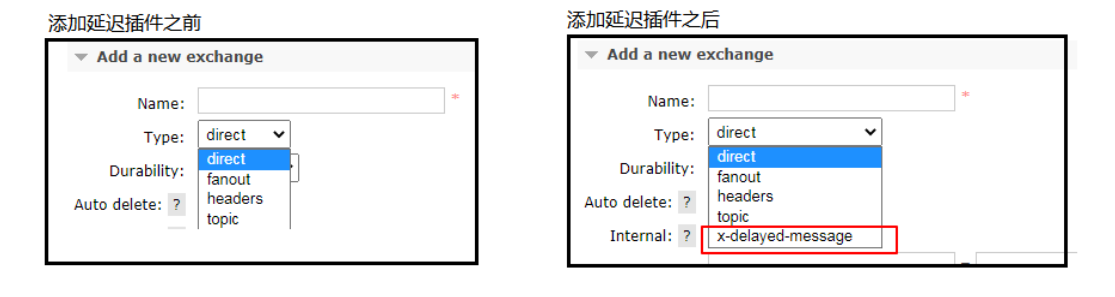 添加延迟插件之前
Add a new exchange
Name:
*
Type:
direct
direct
Durability:
fanout
headers
Auto delete: ?
topic
添加延迟插件之后
Add a new exchange
Name:
*
Type:
direct
direct
Durability:
fanout
headers
Auto delete: ?
topic
Internal: ?
x-delayed-message